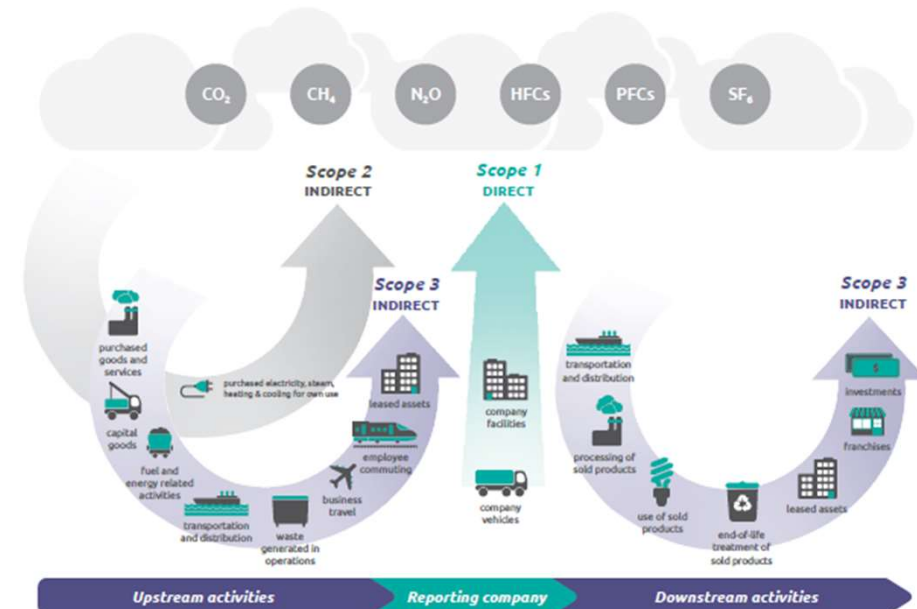 CO₂
CH₄
N₂O
HFCs
PFCs
SF₆
Scope 2
INDIRECT
Scope 1
DIRECT
Scope 3
INDIRECT
Scope 3
INDIRECT
purchased
goods and
services
capital
goods
fuel and
energy related
activities
transportation
and distribution
waste
generated in
operations
business
travel
employee
commuting
leased assets
purchased electricity, steam,
heating & cooling for own use
company
facilities
company
vehicles
transportation
and distribution
processing of
sold products
use of sold
products
end-of-life
treatment of
sold products
leased assets
franchises
investments
$
Upstream activities
Reporting company
Downstream activities